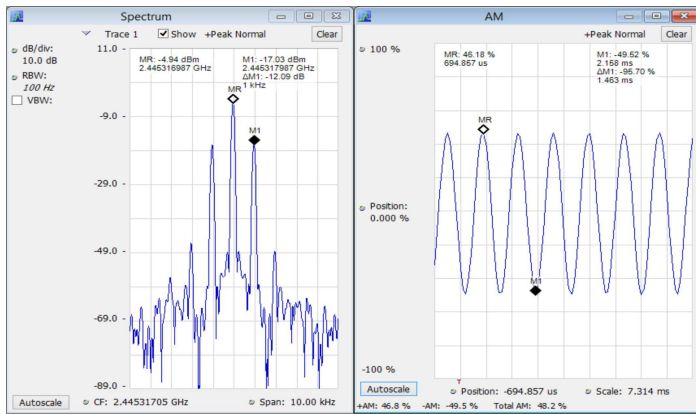 Spectrum
Trace 1 Show +Peak Normal Clear
dB/div:
10.0 dB
RBW:
100 Hz
VBW:
11.0 -
-9.0 -
-29.0 -
-49.0 -
-69.0 -
-89.0 -
MR: -4.94 dBm
2.445316987 GHz
M1: -17.03 dBm
2.445317987 GHz
ΔM1: -12.09 dB
1 kHz
MR
M1
Autoscale CF: 2.44531705 GHz Span: 10.00 kHz
AM
+Peak Normal Clear
100 %
MR: 46.18 %
694.857 us
M1: -49.52 %
2.158 ms
ΔM1: -95.70 %
1.463 ms
MR
Position:
0.000 %
M1
-100 %
T
Autoscale Position: -694.857 us Scale: 7.314 ms
+AM: 46.8 % -AM: -49.5 % Total AM: 48.2 %